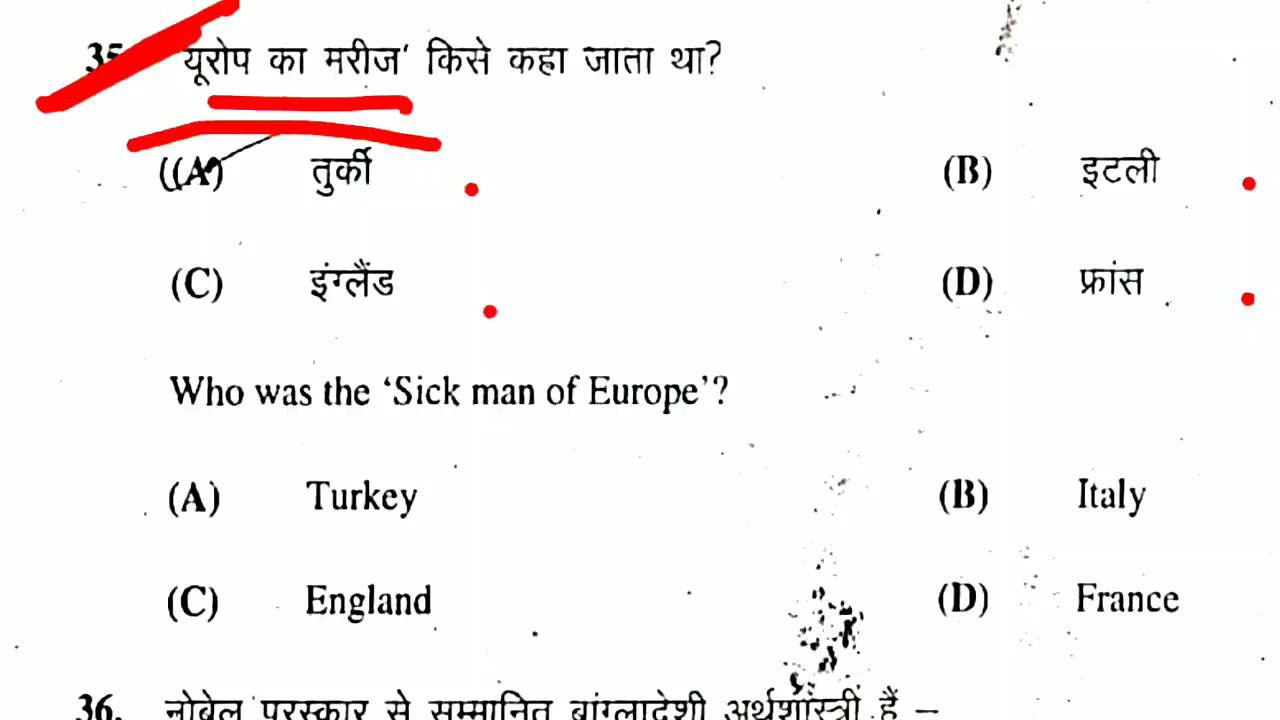 35. यूरोप का मरीज' किसे कहा जाता था?
((A) तुर्की (B) इटली
(C) इंग्लैंड (D) फ्रांस
Who was the ‘Sick man of Europe’?
(A) Turkey (B) Italy
(C) England (D) France
36. नोबेल पुरस्कार से सम्मानित बांग्लादेशी अर्थशास्त्री हैं –